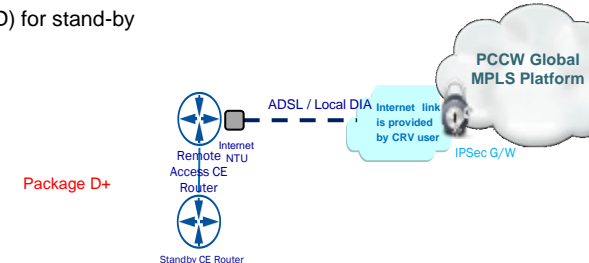 ) for stand-by
PCCW Global
MPLS Platform
ADSL / Local DIA
Internet link
is provided
by CRV user
IPSec G/W
Internet
NTU
Remote
Access CE
Router
Package D+
Standby CE Router